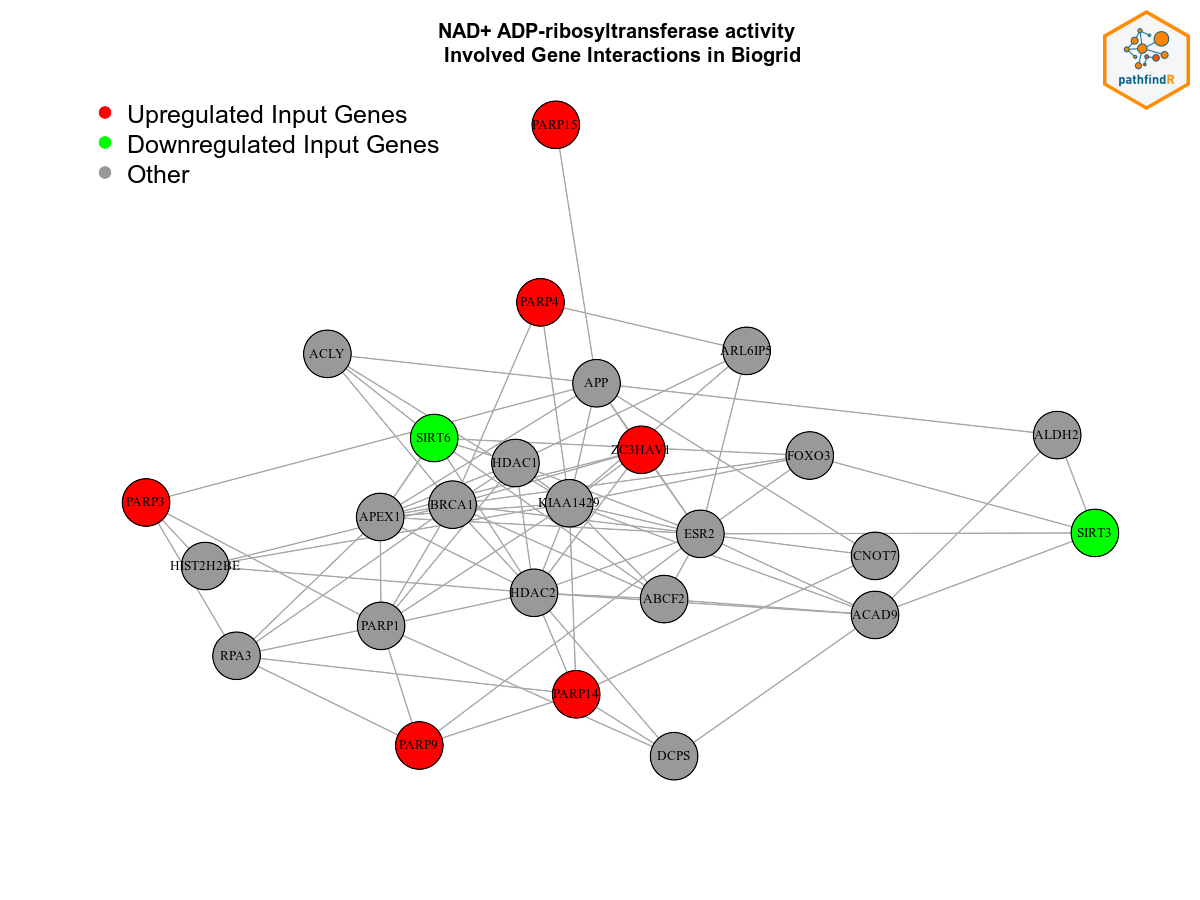 NAD+ ADP-ribosyltransferase activity
Involved Gene Interactions in Biogrid
pathfindR
Upregulated Input Genes
Downregulated Input Genes
Other
PARP15
PARP4
ACLY
ARL6IP5
APP
SIRT6
ALDH2
ZC3HAV1
HDAC1
FOXO3
PARP3
BRCA1
KIAA1429
APEX1
ESR2
SIRT3
CNOT7
HIST2H2BE
HDAC2
ABCF2
ACAD9
PARP1
RPA3
PARP14
PARP9
DCPS